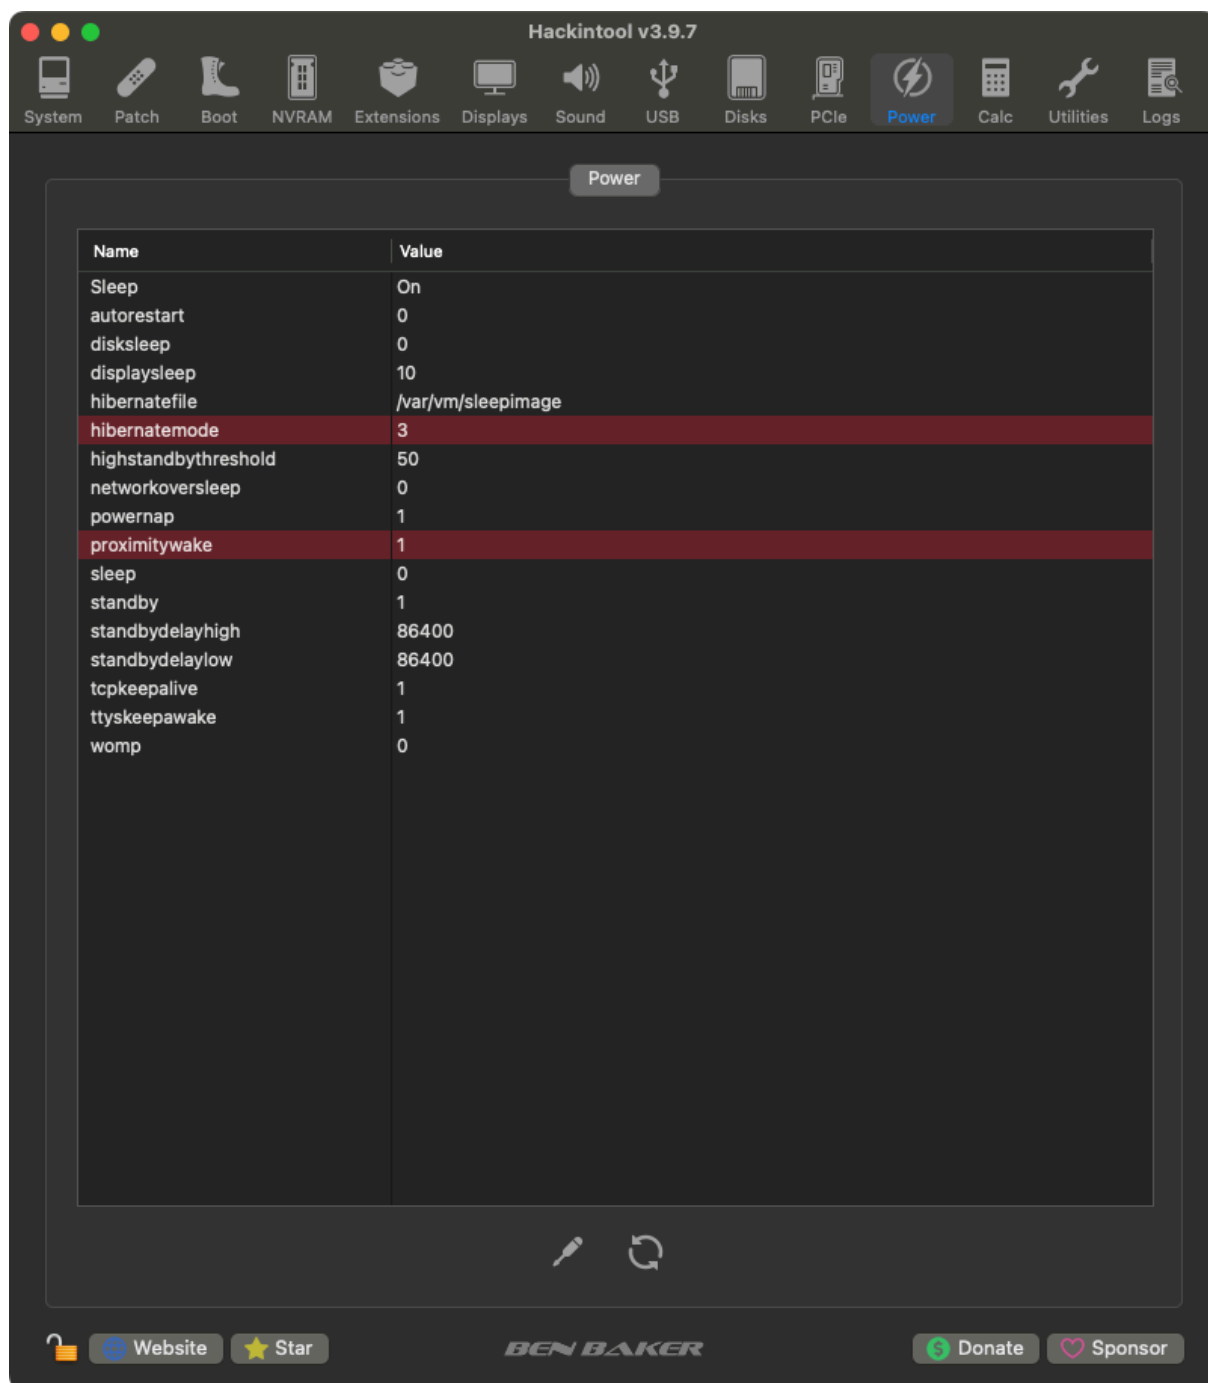 Hackintool v3.9.7
System Patch Boot NVRAM Extensions Displays Sound USB Disks PCIe Power Calc Utilities Logs
Power
Name Value
Sleep On
autorestart 0
disksleep 0
displaysleep 10
hibernatefile /var/vm/sleepimage
hibernatemode 3
highstandbythreshold 50
networkoversleep 0
powernap 1
proximitywake 1
sleep 0
standby 1
standbydelayhigh 86400
standbydelaylow 86400
tcpkeepalive 1
ttyskeepawake 1
womp 0
Website Star BEN BAKER Donate Sponsor